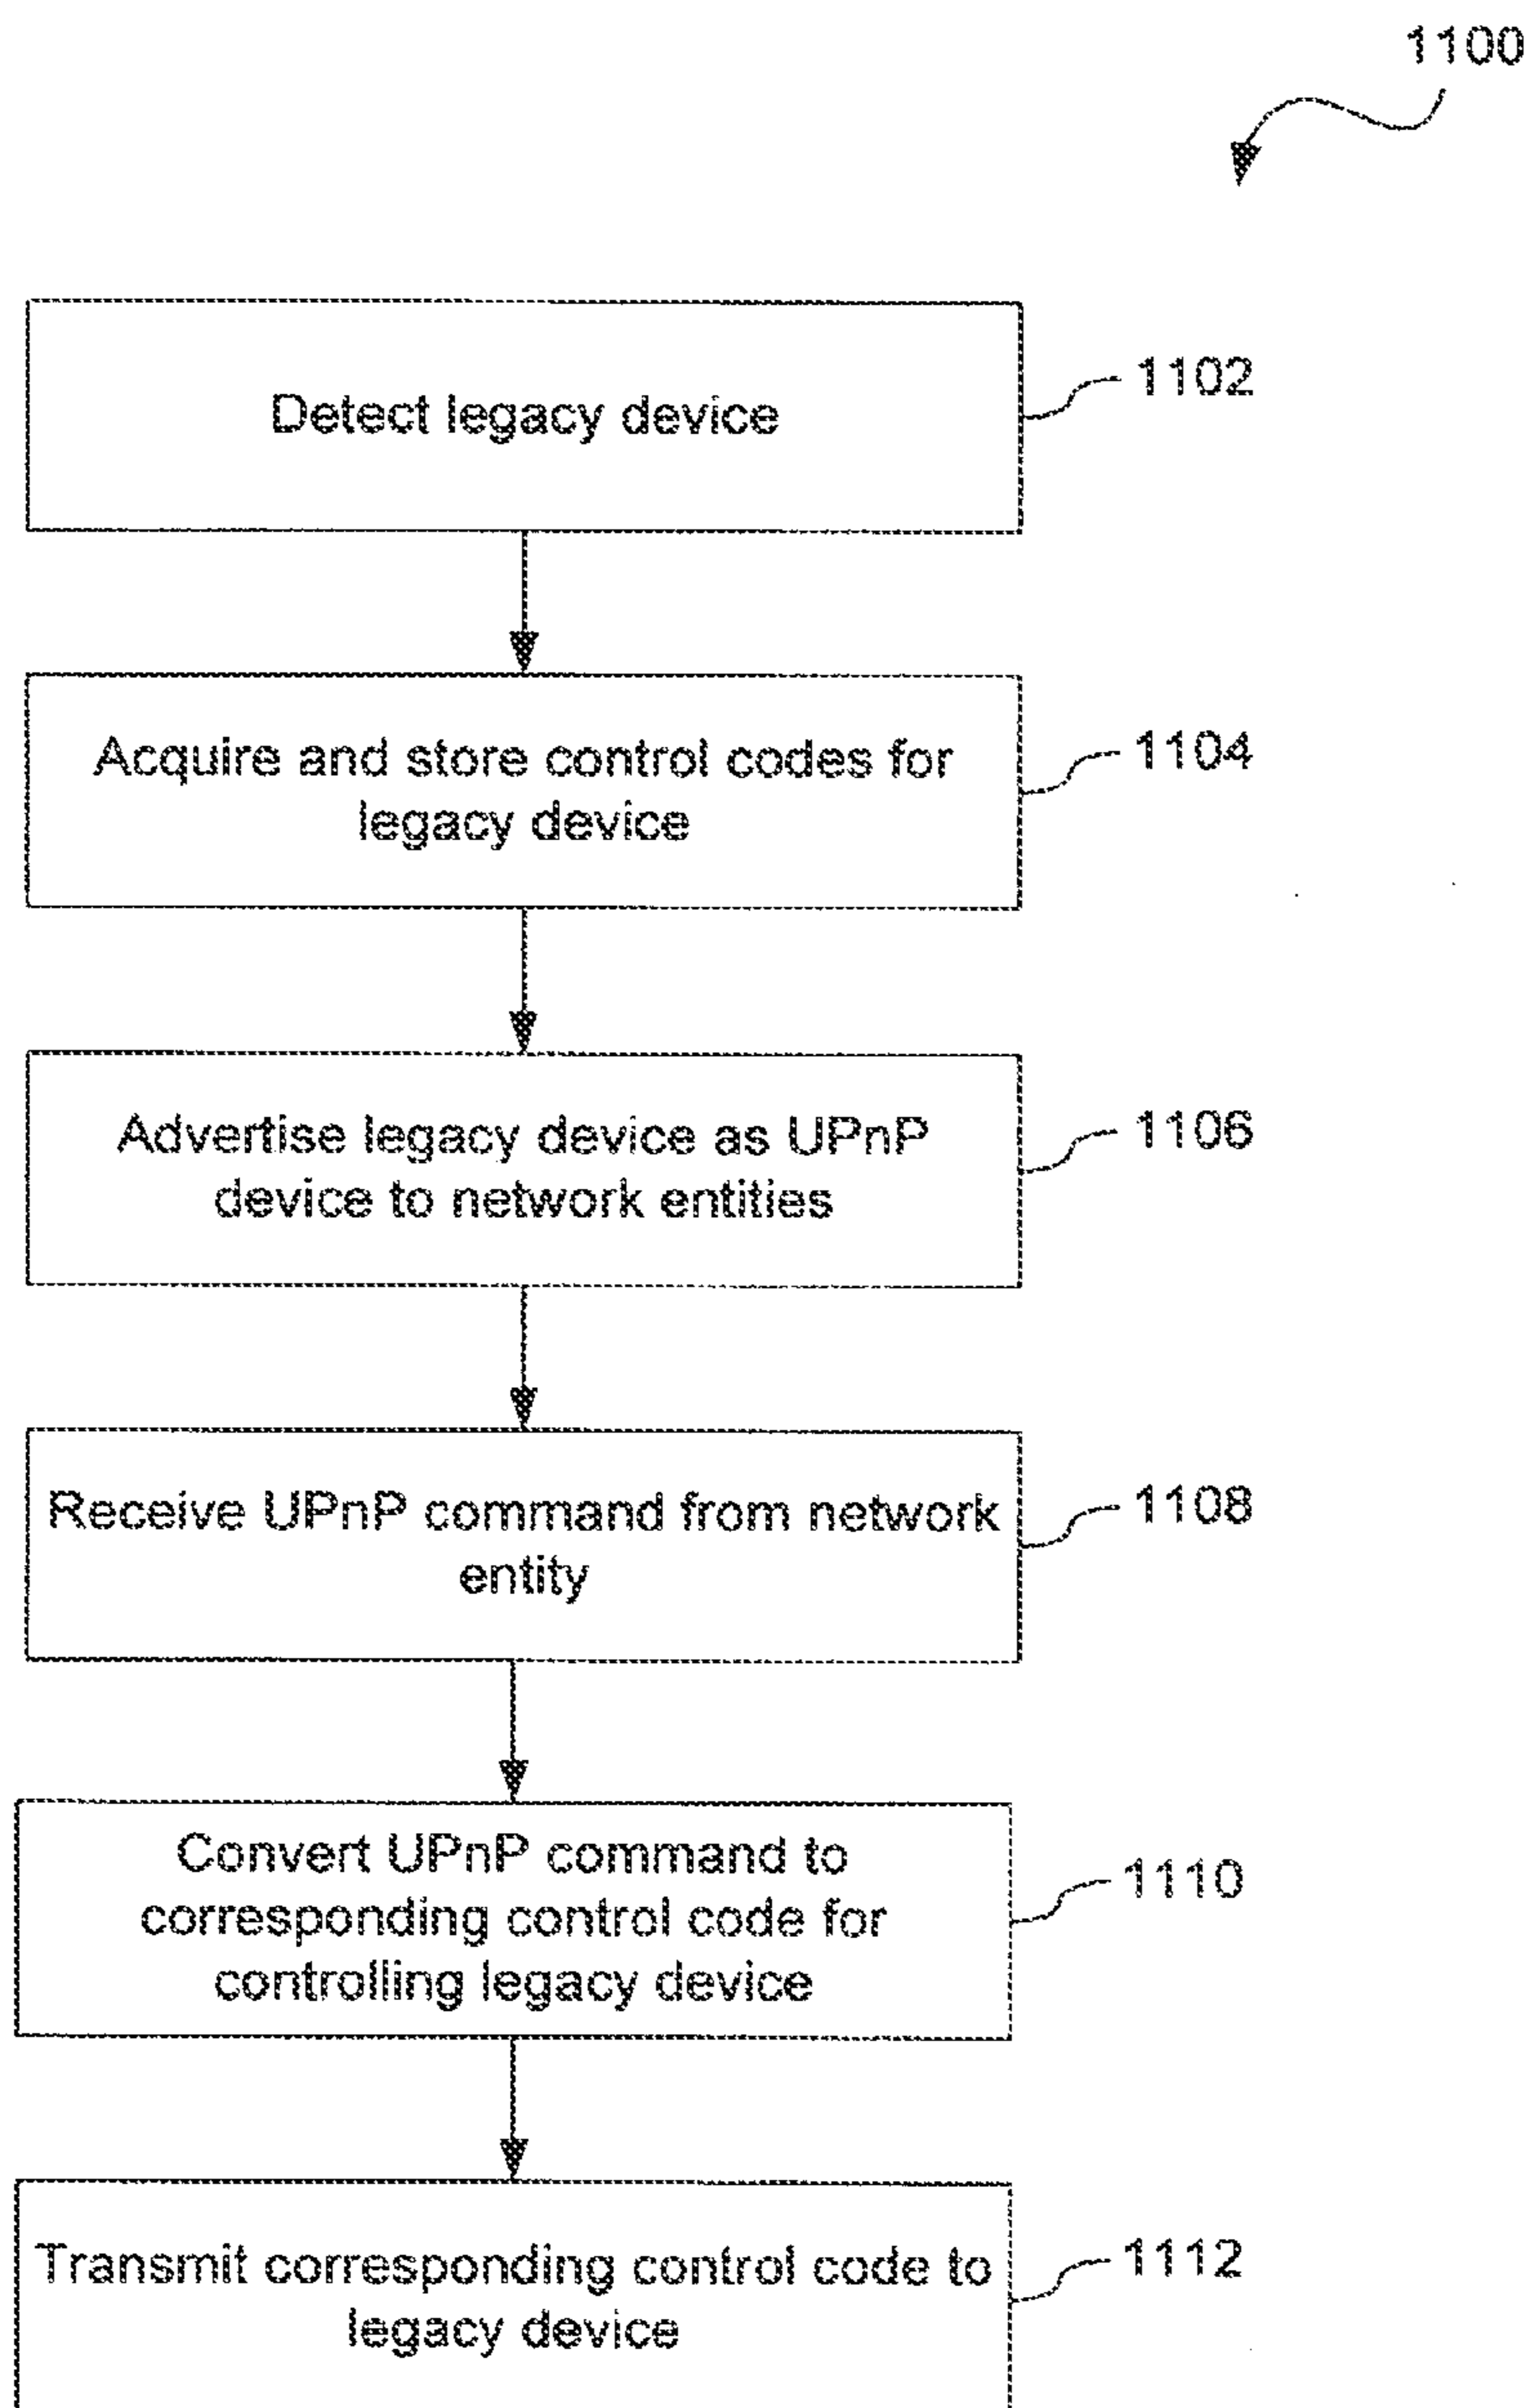 1100
Detect legacy device
1102
Acquire and store control codes for
legacy device
1104
Advertise legacy device as UPnP
device to network entities
1106
Receive UPnP command from network
entity
1108
Convert UPnP command to
corresponding control code for
controlling legacy device
1110
Transmit corresponding control code to
legacy device
1112